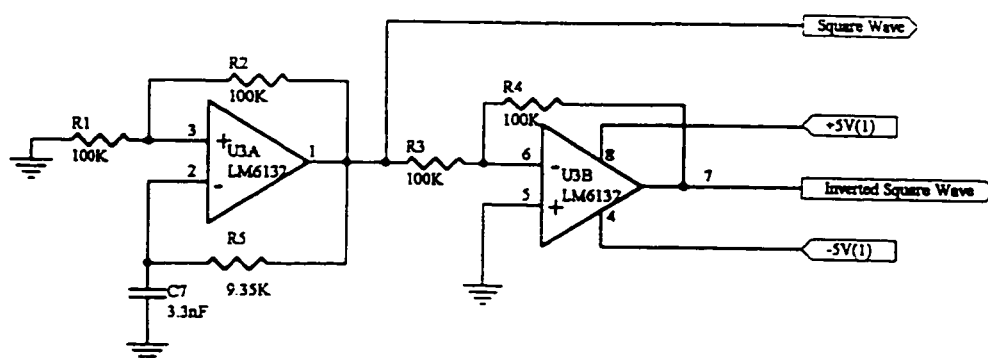 Square Wave
R2
100K
R4
100K
+5V(1)
R1
100K
3
+
U3A
LM6132
1
R3
100K
8
2
-
6
-
U3B
LM6132
7
Inverted Square Wave
5
+
4
R5
9.35K
-5V(1)
C7
3.3nF